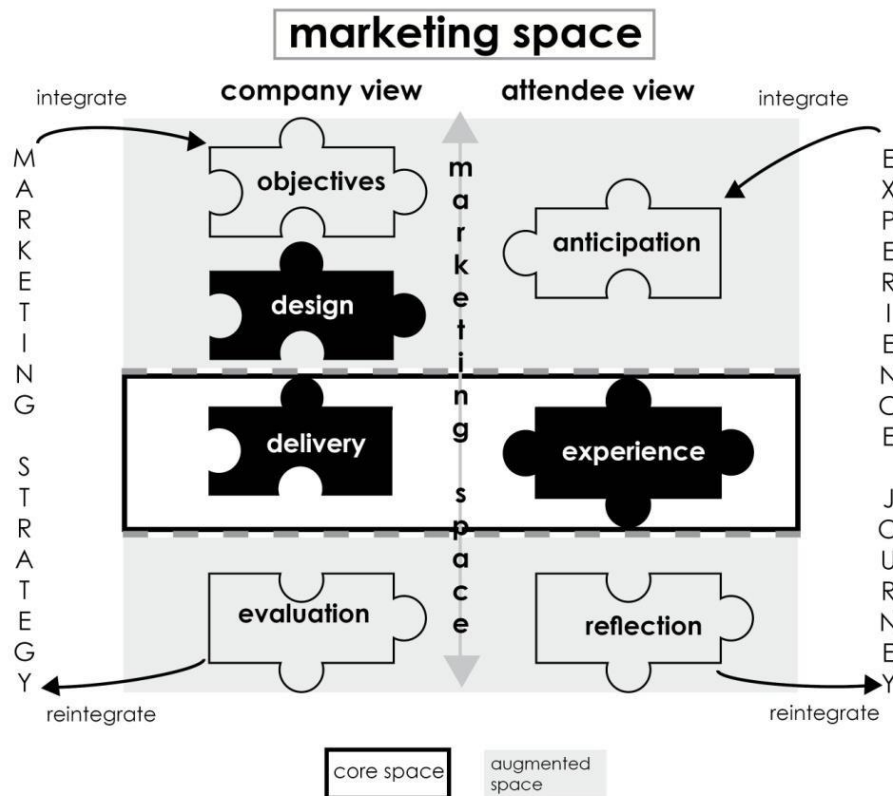 marketing space
company view
attendee view
integrate
integrate
MARKETING STRATEGY
objectives
design
delivery
evaluation
marketing space
anticipation
experience
reflection
EXPERIENCE JOURNEY
reintegrate
reintegrate
core space
augmented
space